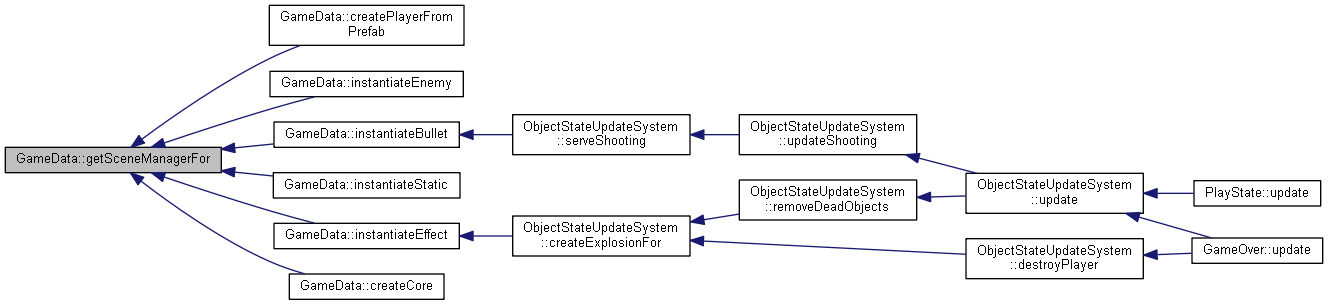 GameData::createPlayerFrom
Prefab
GameData::instantiateEnemy
GameData::instantiateBullet
ObjectStateUpdateSystem
::serveShooting
ObjectStateUpdateSystem
::updateShooting
GameData::getSceneManagerFor
GameData::instantiateStatic
ObjectStateUpdateSystem
::removeDeadObjects
ObjectStateUpdateSystem
::update
PlayState::update
GameData::instantiateEffect
ObjectStateUpdateSystem
::createExplosionFor
ObjectStateUpdateSystem
::destroyPlayer
GameOver::update
GameData::createCore